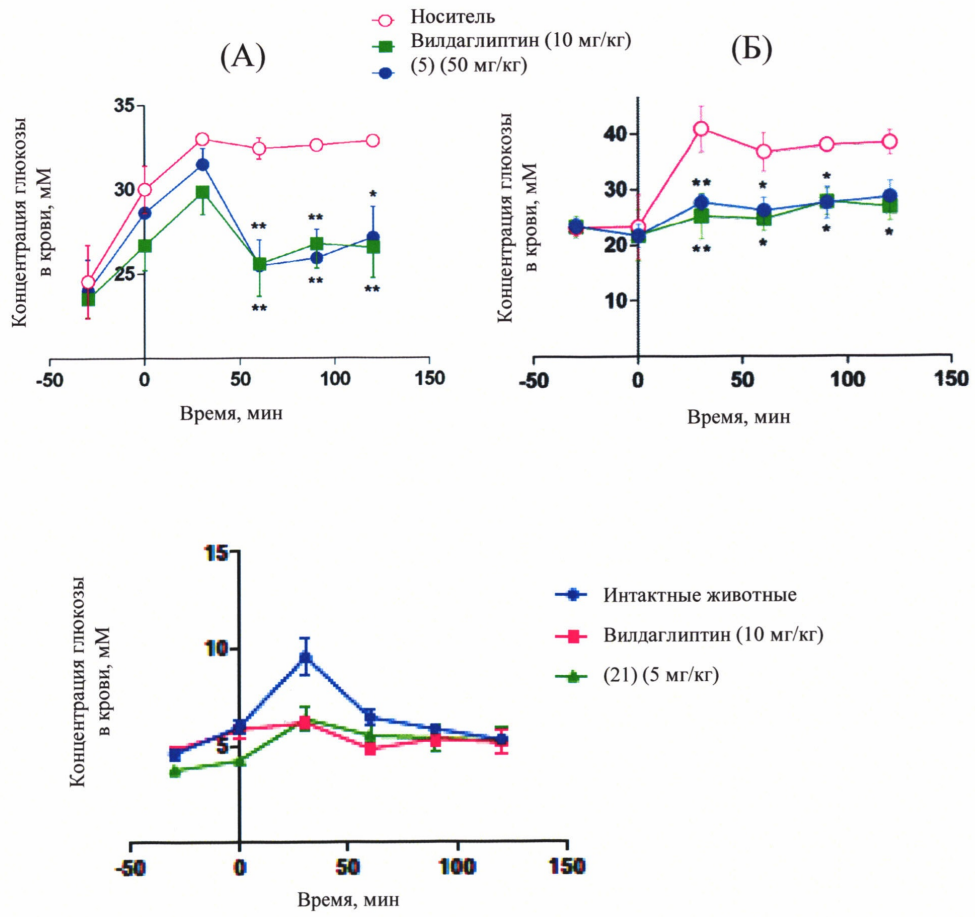 Носитель
Вилдаглиптин (10 мг/кг)
(5) (50 мг/кг)
(А)
(Б)
Концентрация глюкозы
в крови, мМ
35
30
25
**
**
*
**
**
**
-50
0
50
100
150
Время, мин
Концентрация глюкозы
в крови, мМ
40
30
20
10
**
*
*
**
*
*
*
-50
0
50
100
150
Время, мин
Концентрация глюкозы
в крови, мМ
15
10
5
-50
0
50
100
150
Время, мин
Интактные животные
Вилдаглиптин (10 мг/кг)
(21) (5 мг/кг)